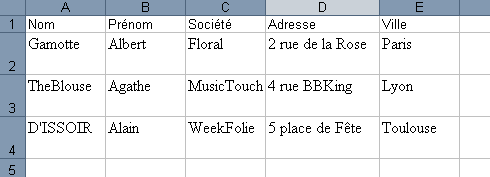 A B C D E
1 Nom Prénom Société Adresse Ville
2 Gamotte Albert Floral 2 rue de la Rose Paris
3 TheBlouse Agathe MusicTouch 4 rue BBKing Lyon
4 D'ISSOIR Alain WeekFolie 5 place de Fête Toulouse
5